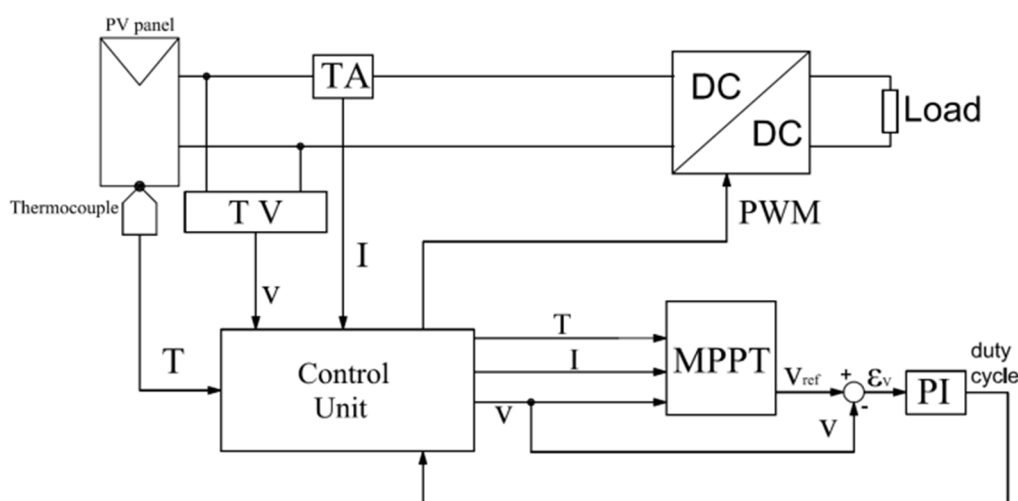 PV panel
TA
DC
DC
Load
Thermocouple
T V
PWM
I
v
T
Control
Unit
T
I
v
MPPT
Vref
+
-
εv
v
PI
duty
cycle